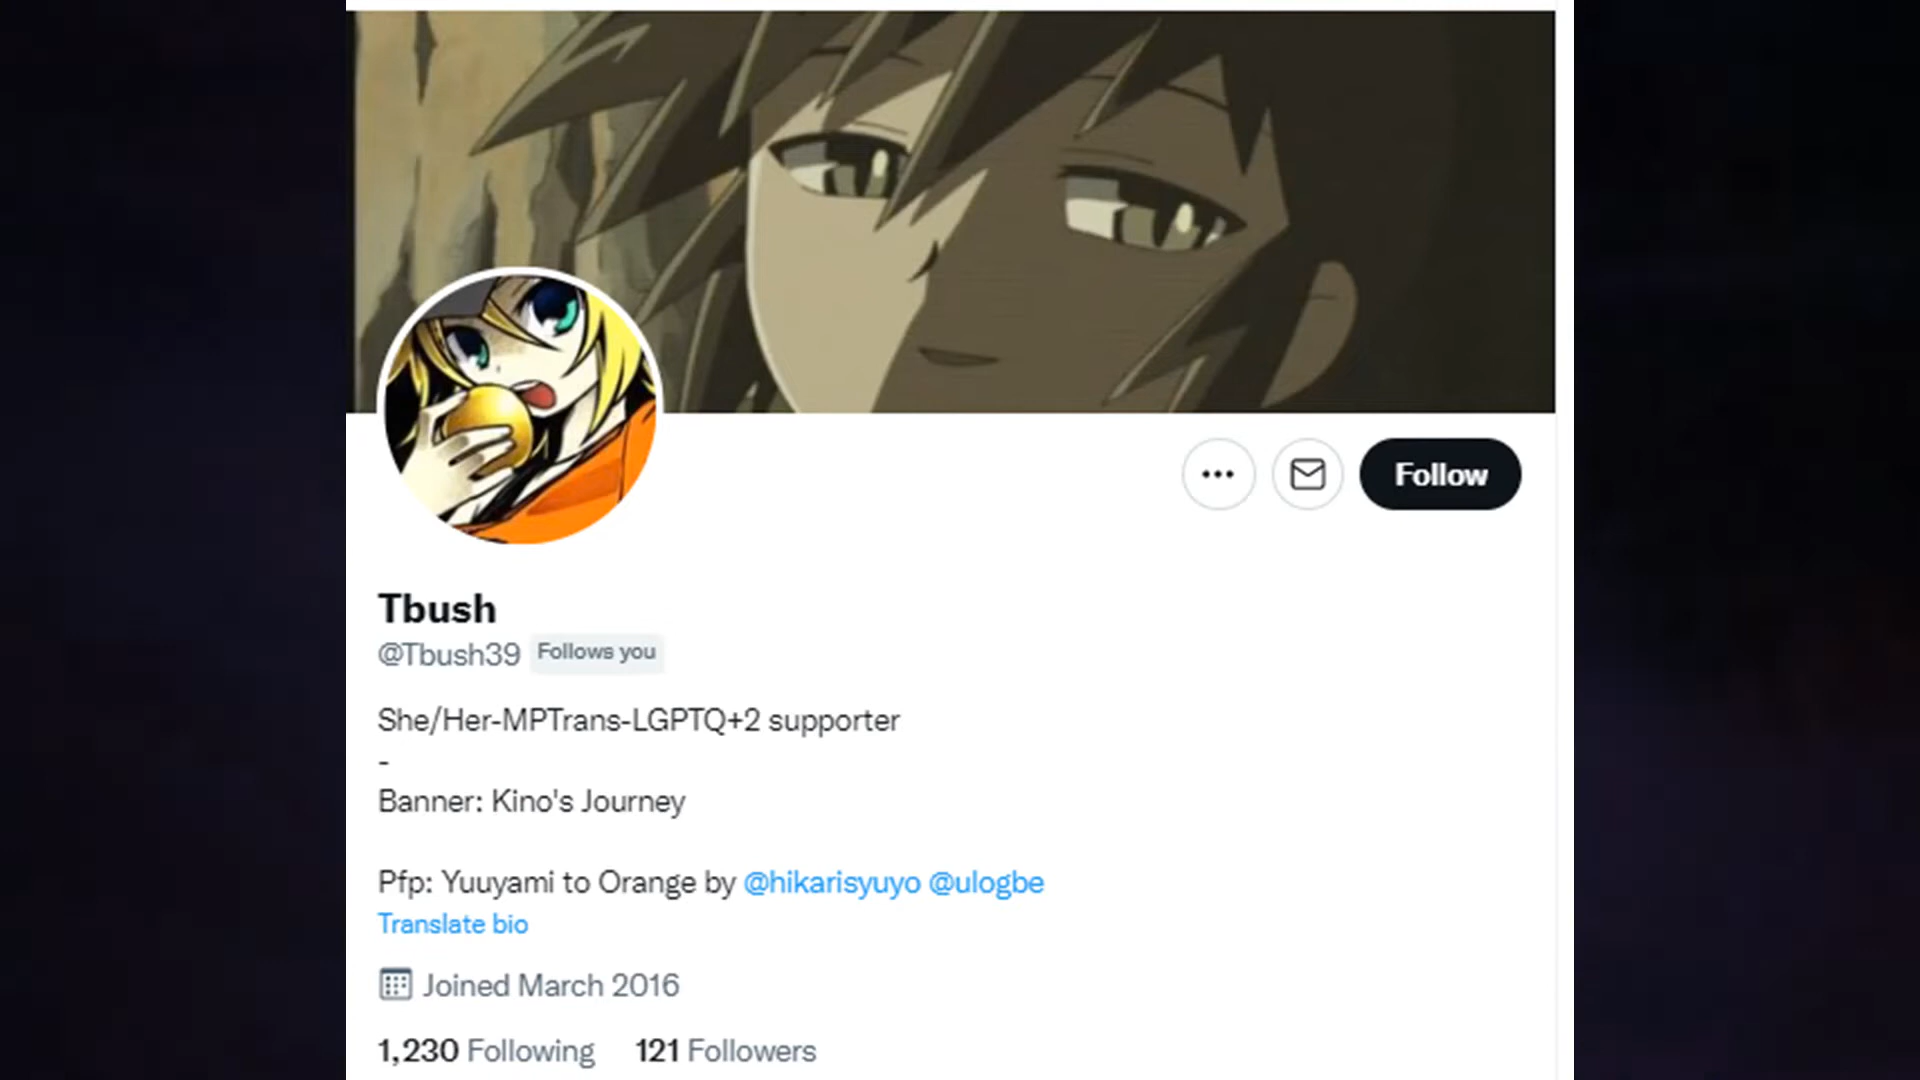 Follow
Tbush
@Tbush39 Follows you
She/Her-MPTrans-LGPTQ+2 supporter
-
Banner: Kino's Journey
Pfp: Yuuyami to Orange by @hikarisyuyo @ulogbe
Translate bio
Joined March 2016
1,230 Following 121 Followers